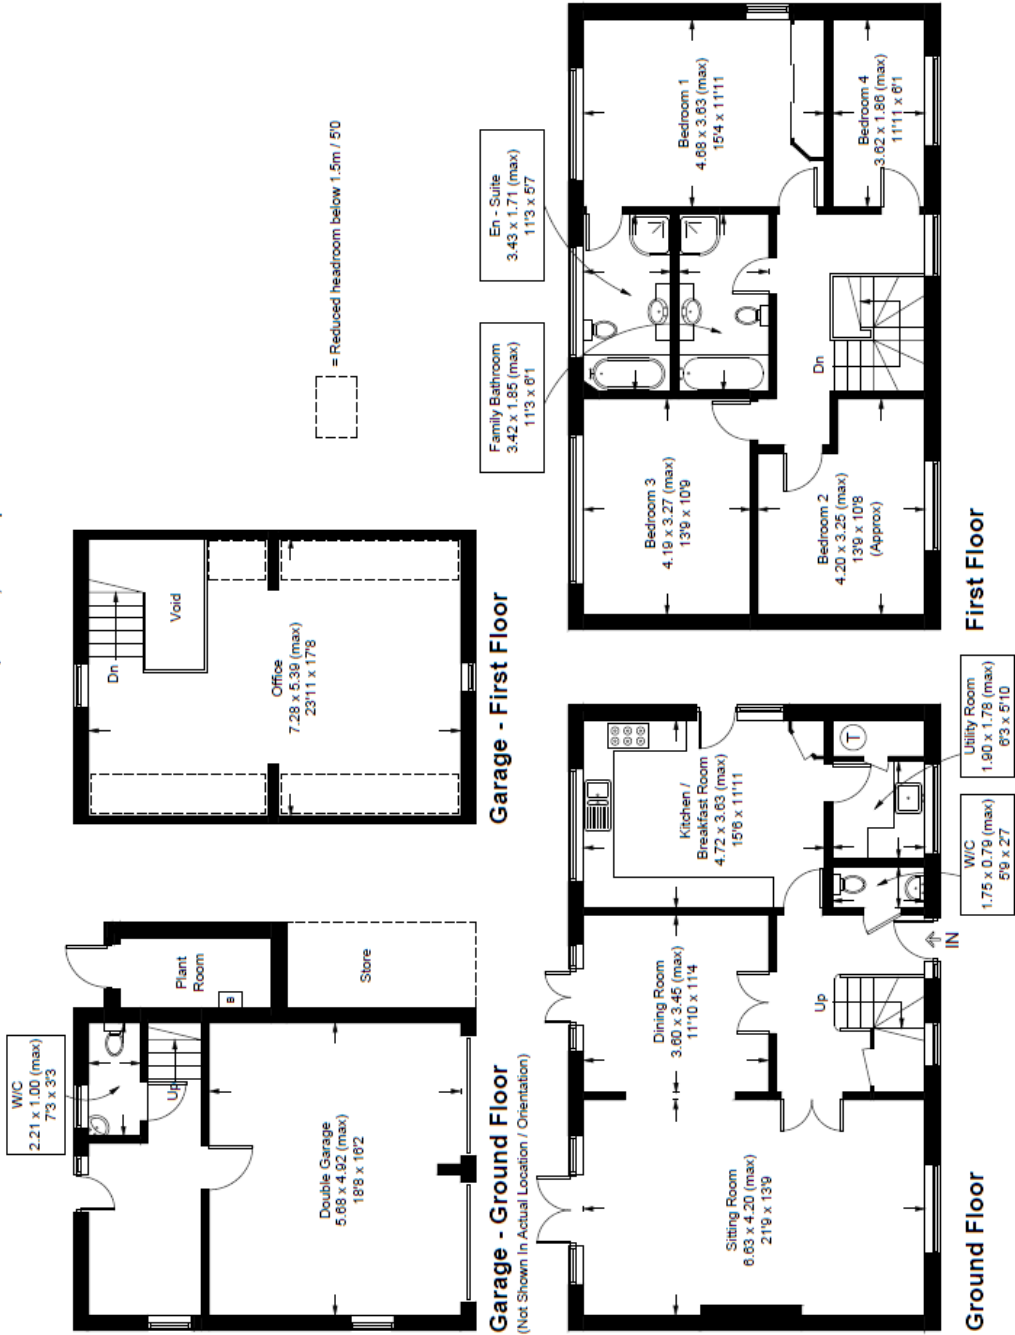 W/C
2.21 x 1.00 (max)
7'3 x 3'3
Plant
Room
B
Up
Store
Double Garage
5.68 x 4.92 (max)
18'8 x 16'2
Garage - Ground Floor
(Not Shown In Actual Location / Orientation)
Dn
Void
Office
7.28 x 5.39 (max)
23'11 x 17'8
Garage - First Floor
= Reduced headroom below 1.5m / 5'0
Sitting Room
6.63 x 4.20 (max)
21'9 x 13'9
Dining Room
3.60 x 3.45 (max)
11'10 x 11'4
Kitchen /
Breakfast Room
4.72 x 3.63 (max)
15'6 x 11'11
T
Up
IN
W/C
1.75 x 0.79 (max)
5'9 x 2'7
Utility Room
1.90 x 1.78 (max)
6'3 x 5'10
Ground Floor
Family Bathroom
3.42 x 1.85 (max)
11'3 x 6'1
En - Suite
3.43 x 1.71 (max)
11'3 x 5'7
Bedroom 3
4.19 x 3.27 (max)
13'9 x 10'9
Bedroom 1
4.68 x 3.63 (max)
15'4 x 11'11
Bedroom 2
4.20 x 3.25 (max)
13'9 x 10'8
(Approx)
Dn
Bedroom 4
3.62 x 1.86 (max)
11'11 x 6'1
First Floor